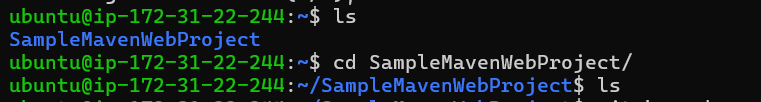 ubuntu@ip-172-31-22-244:~$ ls
SampleMavenWebProject
ubuntu@ip-172-31-22-244:~$ cd SampleMavenWebProject/
ubuntu@ip-172-31-22-244:~/SampleMavenWebProject$ ls